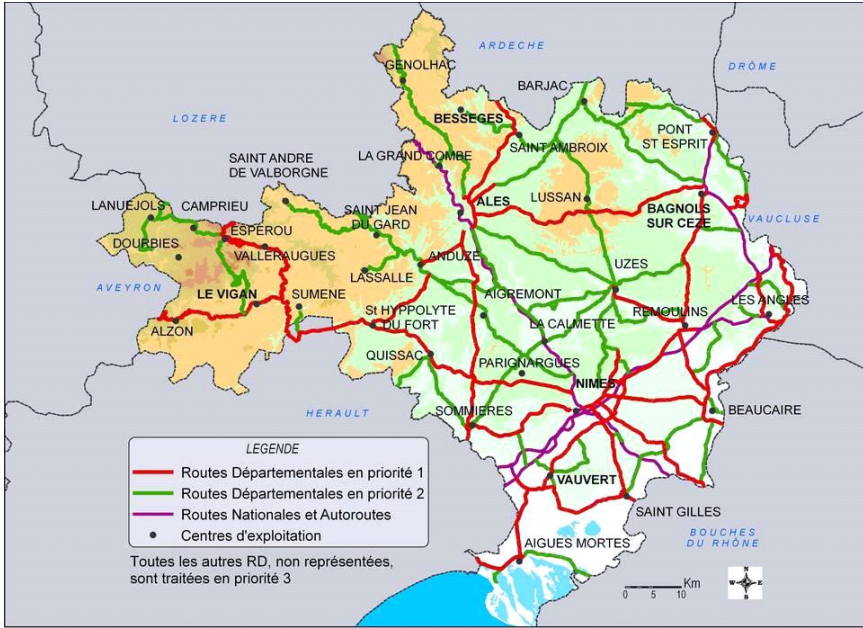 ARDECHE
GENOLHAC
DRÔME
BARJAC
BESSEGES
LOZERE
PONT
ST ESPRIT
SAINT AMBROIX
LA GRAND COMBE
SAINT ANDRE
DE VALBORGNE
LUSSAN
ALES
BAGNOLS
SUR CEZE
LANUEJOLS
CAMPRIEU
SAINT JEAN
DU GARD
VAUCLUSE
ESPEROU
DOURBIES
VALLERAUGUES
ANDUZE
LASSALLE
UZES
AVEYRON
LE VIGAN
SUMENE
AIGREMONT
LES ANGLES
St HYPPOLYTE
DU FORT
REMOULINS
LA CALMETTE
ALZON
QUISSAC
PARIGNARGUES
NIMES
HERAULT
SOMMIERES
BEAUCAIRE
LEGENDE
Routes Départementales en priorité 1
Routes Départementales en priorité 2
Routes Nationales et Autoroutes
Centres d'exploitation
Toutes les autres RD, non représentées,
sont traitées en priorité 3
VAUVERT
SAINT GILLES
BOUCHES
DU RHÔNE
AIGUES MORTES
Km
0 5 10
N
W E
S